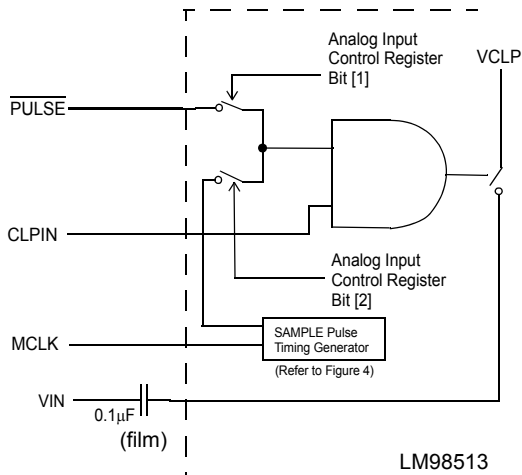 Analog Input
Control Register
Bit [1]
VCLP
PULSE
CLPIN
Analog Input
Control Register
Bit [2]
MCLK
SAMPLE Pulse
Timing Generator
(Refer to Figure 4)
VIN
0.1μF
(film)
LM98513